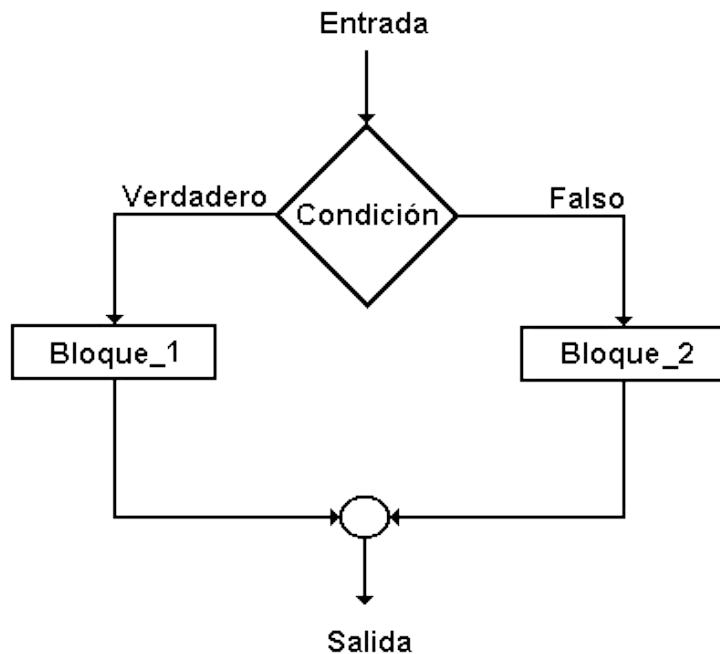 Entrada
Verdadero
Condición
Falso
Bloque_1
Bloque_2
Salida